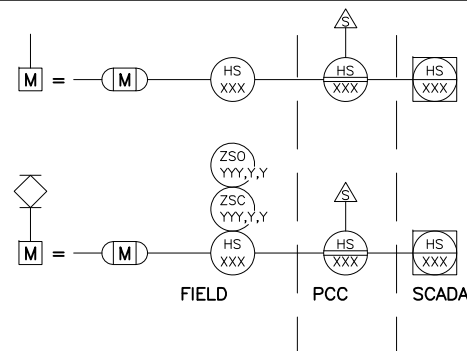 S
M = M HS XXX HS XXX HS XXX
ZSO
YYY,Y,Y
ZSC
YYY,Y,Y
S
M = M HS XXX HS XXX HS XXX
FIELD PCC SCADA